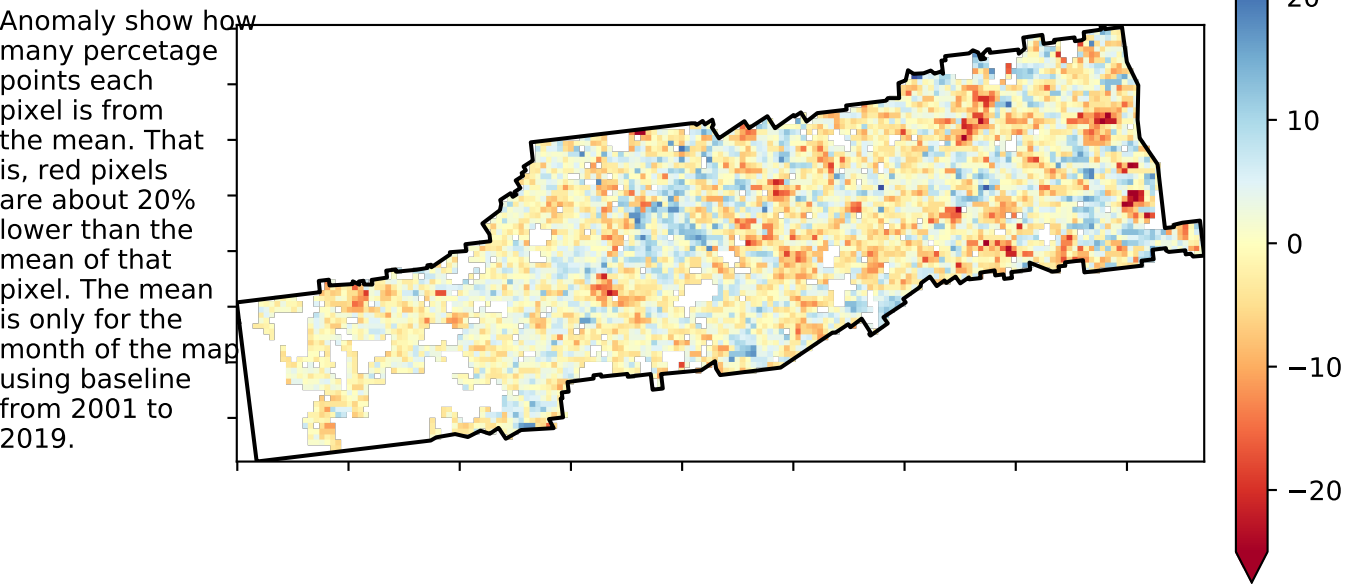 Anomaly show how
many percetage
points each
pixel is from
the mean. That
is, red pixels
are about 20%
lower than the
mean of that
pixel. The mean
is only for the
month of the map
using baseline
from 2001 to
2019.
20
10
0
−10
−20